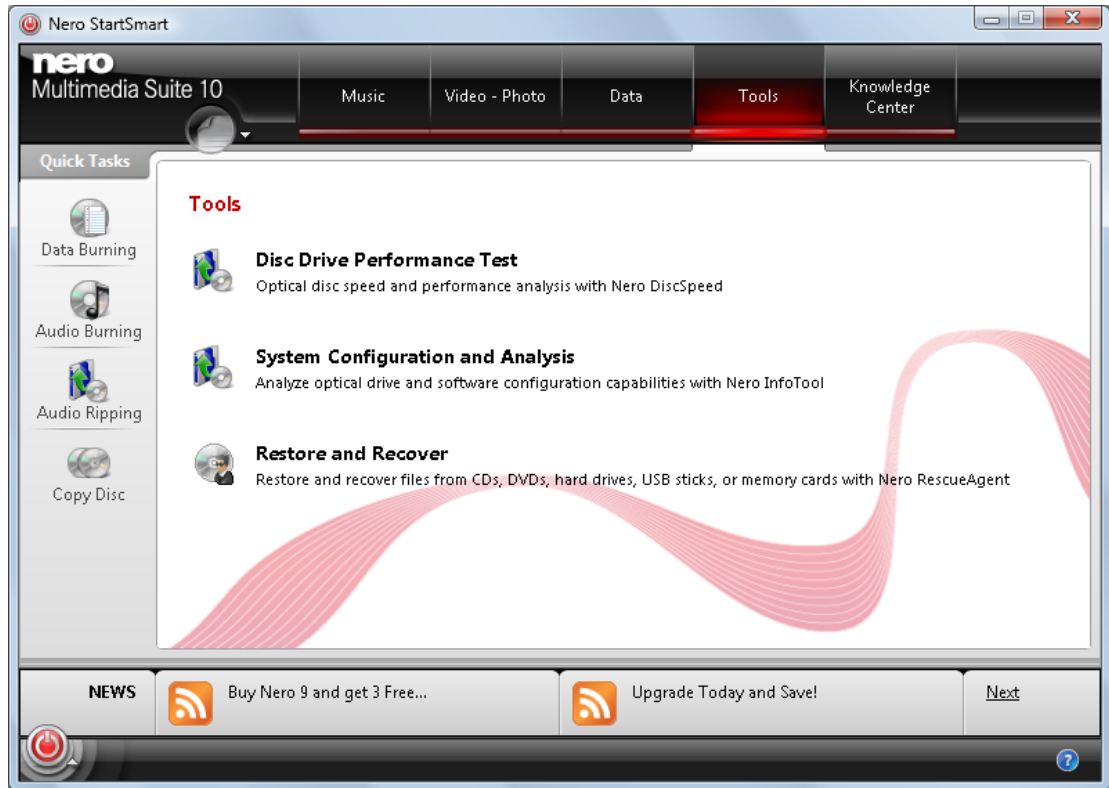 Nero StartSmart
nero
Multimedia Suite 10
Music
Video - Photo
Data
Tools
Knowledge
Center
Quick Tasks
Data Burning
Audio Burning
Audio Ripping
Copy Disc
Tools
Disc Drive Performance Test
Optical disc speed and performance analysis with Nero DiscSpeed
System Configuration and Analysis
Analyze optical drive and software configuration capabilities with Nero InfoTool
Restore and Recover
Restore and recover files from CDs, DVDs, hard drives, USB sticks, or memory cards with Nero RescueAgent
NEWS
Buy Nero 9 and get 3 Free...
Upgrade Today and Save!
Next
?